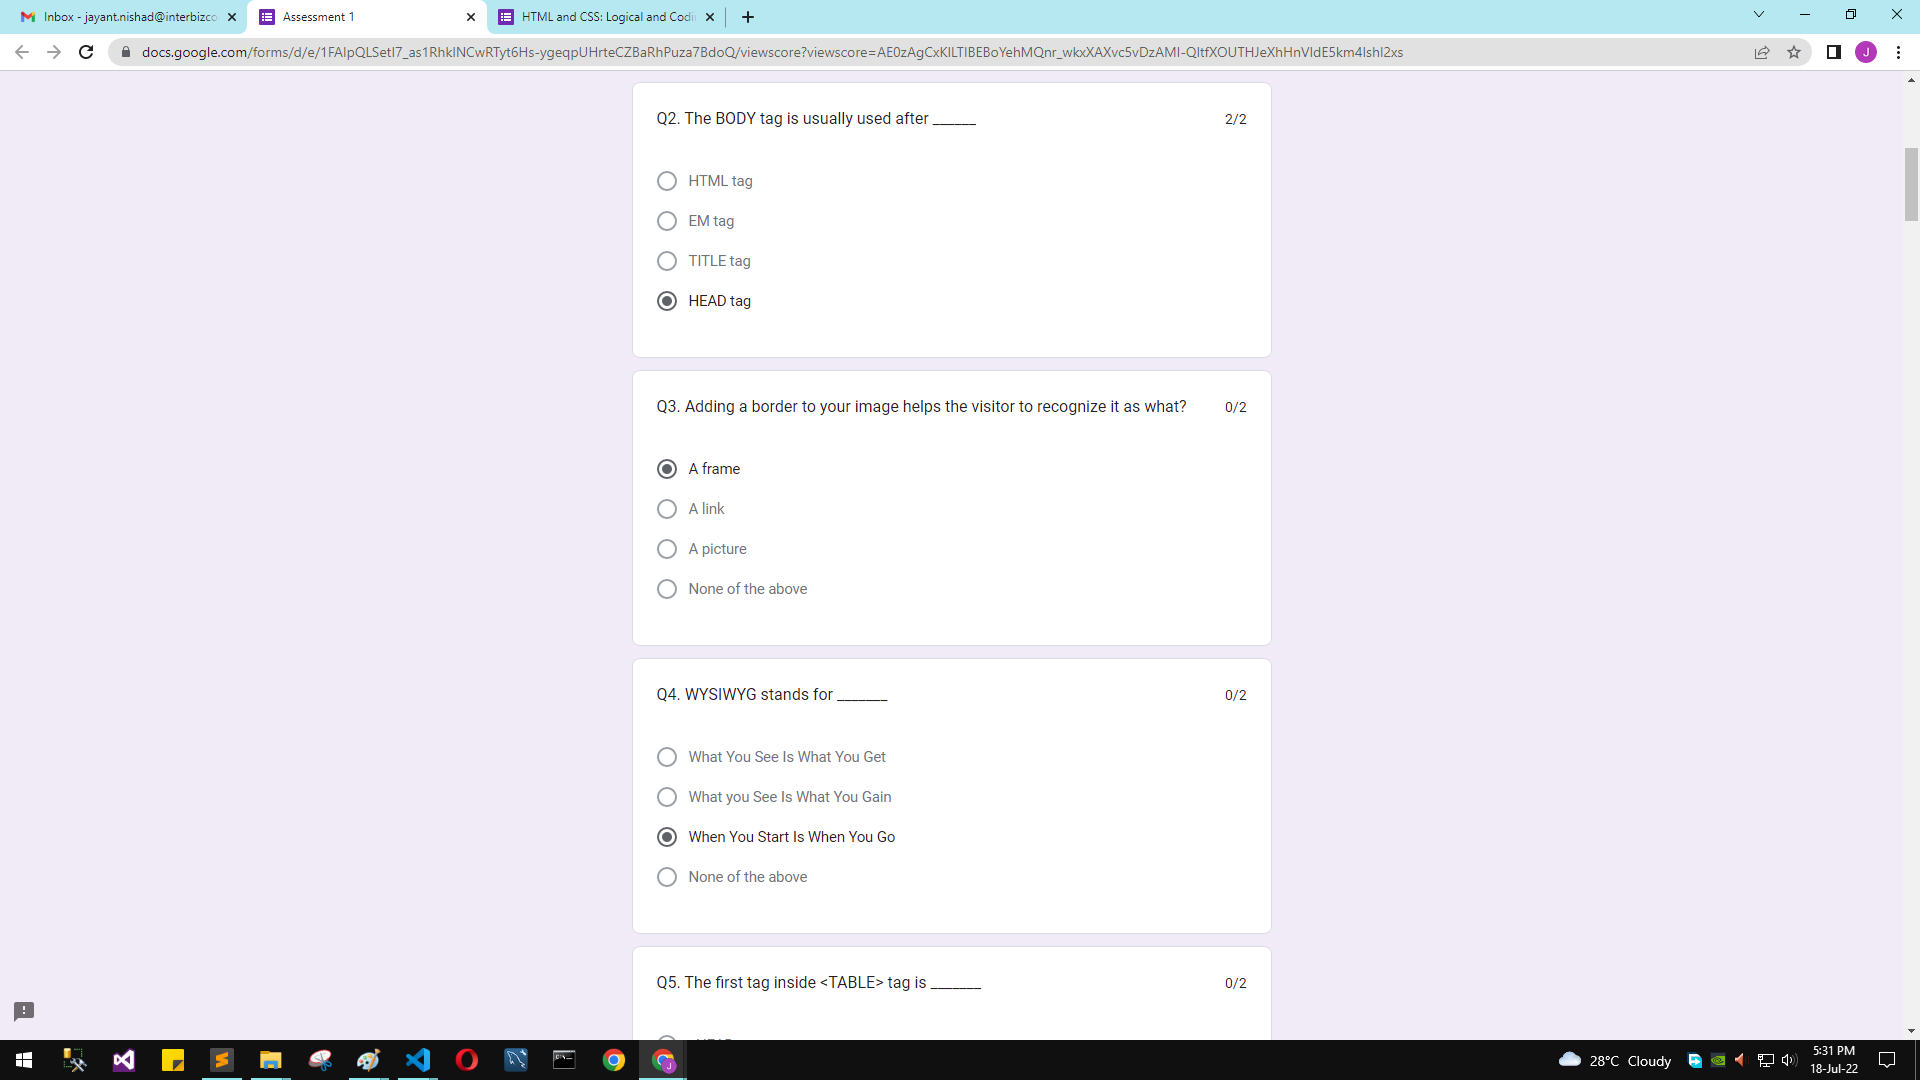 Inbox - jayant.nishad@interbizco
Assessment 1
HTML and CSS: Logical and Codi
docs.google.com/forms/d/e/1FAIpQLSetI7_as1RhkINCwRTyt6Hs-ygeqpUHrteCZBaRhPuza7BdoQ/viewscore?viewscore=AE0zAgCxKILTIBEBoYehMQnr_wkxXAXvc5vDzAMI-QltfXOUTHJeXhHnVIdE5km4lshI2xs
J
Q2. The BODY tag is usually used after ______
2/2
HTML tag
EM tag
TITLE tag
HEAD tag
Q3. Adding a border to your image helps the visitor to recognize it as what?
0/2
A frame
A link
A picture
None of the above
Q4. WYSIWYG stands for _______
0/2
What You See Is What You Get
What you See Is What You Gain
When You Start Is When You Go
None of the above
Q5. The first tag inside <TABLE> tag is _______
0/2
28°C Cloudy
5:31 PM
18-Jul-22